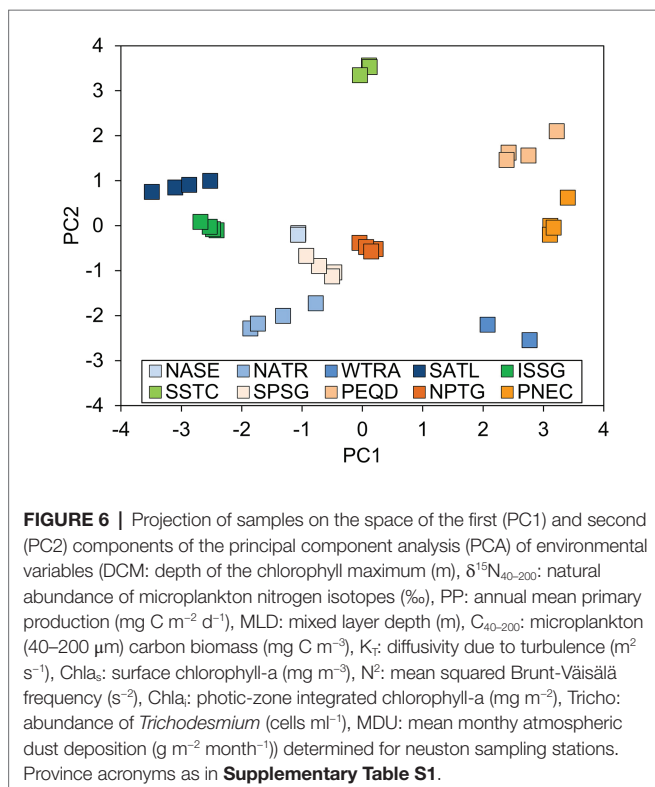 4
3
2
1
0
-1
-2
-3
-4
PC2
NASE NATR WTRA SATL ISSG
SSTC SPSG PEQD NPTG PNEC
-4 -3 -2 -1 0 1 2 3 4
PC1
FIGURE 6 | Projection of samples on the space of the first (PC1) and second
(PC2) components of the principal component analysis (PCA) of environmental
variables (DCM: depth of the chlorophyll maximum (m), δ¹⁵N₄₀₋₂₀₀: natural
abundance of microplankton nitrogen isotopes (‰), PP: annual mean primary
production (mg C m⁻² d⁻¹), MLD: mixed layer depth (m), C₄₀₋₂₀₀: microplankton
(40–200 μm) carbon biomass (mg C m⁻³), K_T: diffusivity due to turbulence (m²
s⁻¹), Chlaₛ: surface chlorophyll-a (mg m⁻³), N²: mean squared Brunt-Väisälä
frequency (s⁻²), Chlaᵢ: photic-zone integrated chlorophyll-a (mg m⁻²), Tricho:
abundance of Trichodesmium (cells ml⁻¹), MDU: mean monthy atmospheric
dust deposition (g m⁻² month⁻¹)) determined for neuston sampling stations.
Province acronyms as in Supplementary Table S1.